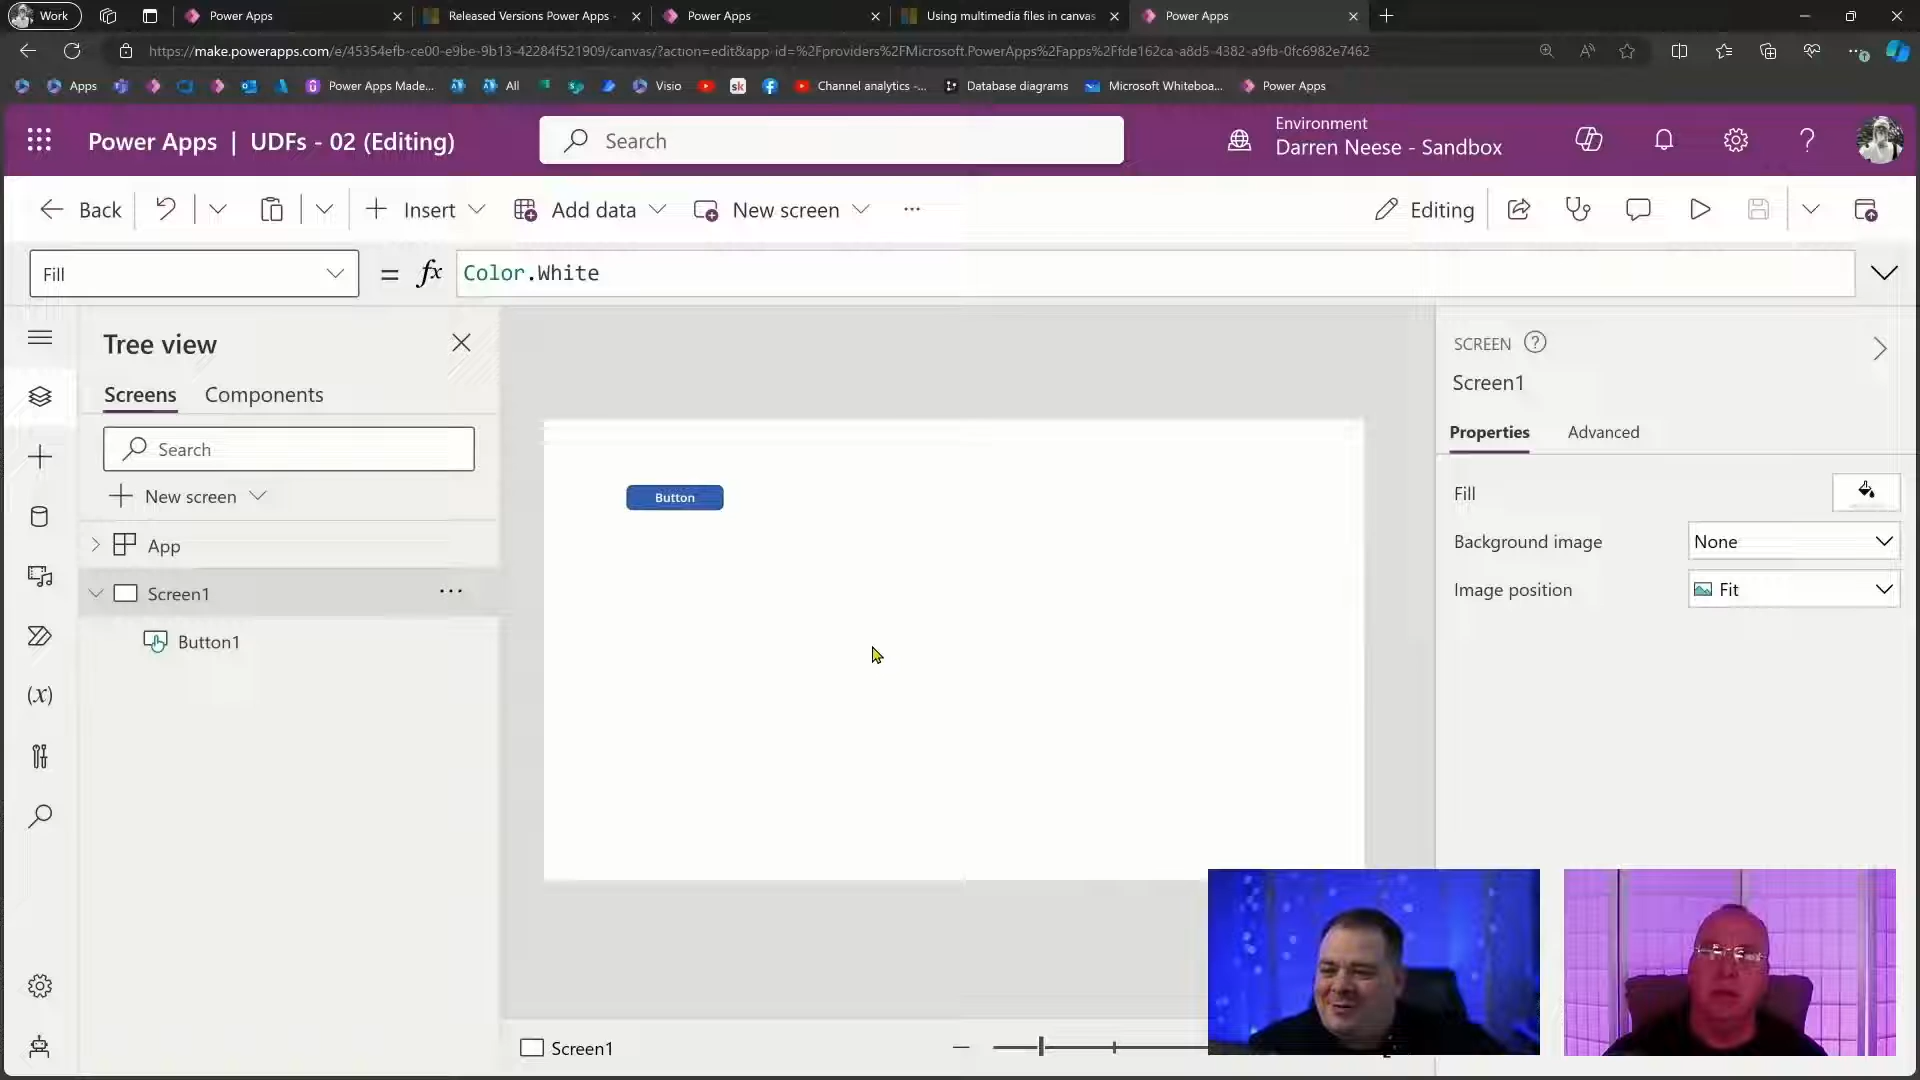 Work
Power Apps
Released Versions Power Apps
Power Apps
Using multimedia files in canvas
Power Apps
https://make.powerapps.com/e/45354efb-ce00-e9be-9b13-42284f521909/canvas/?action=edit&app-id=%2Fproviders%2FMicrosoft.PowerApps%2Fapps%2Ffde162ca-a8d5-4382-a9fb-0fc6982e7462
Apps
Power Apps Made...
All
Visio
Channel analytics -...
Database diagrams
Microsoft Whiteboa...
Power Apps
Power Apps | UDFs - 02 (Editing)
Search
Environment
Darren Neese - Sandbox
Back
Insert
Add data
New screen
...
Editing
Fill
= fx
Color.White
Tree view
Screens
Components
Search
New screen
App
Screen1
...
Button1
(x)
Button
SCREEN
Screen1
Properties
Advanced
Fill
Background image
None
Image position
Fit
Screen1